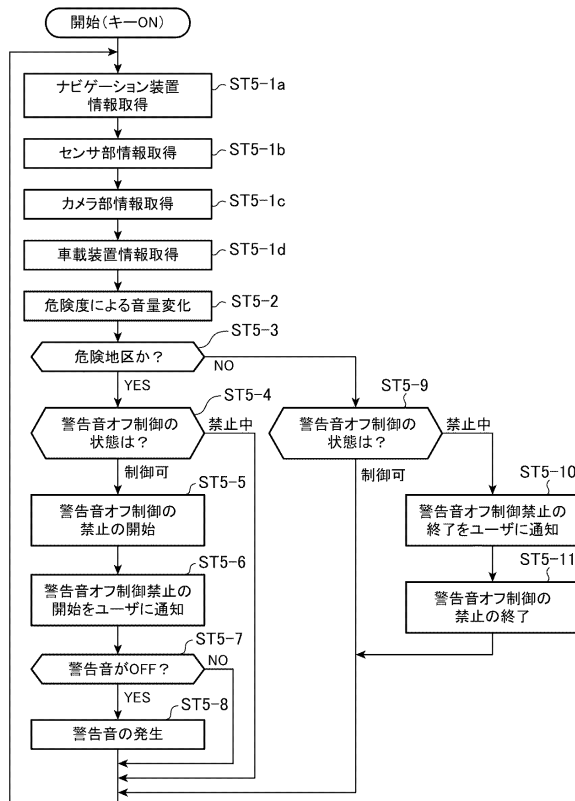 開始(キーON)
ナビゲーション装置
情報取得
ST5-1a
センサ部情報取得
ST5-1b
カメラ部情報取得
ST5-1c
車載装置情報取得
ST5-1d
危険度による音量変化
ST5-2
危険地区か？
ST5-3
NO
YES
警告音オフ制御の
状態は？
ST5-4
禁止中
制御可
警告音オフ制御の
禁止の開始
ST5-5
警告音オフ制御禁止の
開始をユーザに通知
ST5-6
警告音がOFF？
ST5-7
NO
YES
警告音の発生
ST5-8
警告音オフ制御の
状態は？
ST5-9
禁止中
制御可
警告音オフ制御禁止の
終了をユーザに通知
ST5-10
警告音オフ制御の
禁止の終了
ST5-11